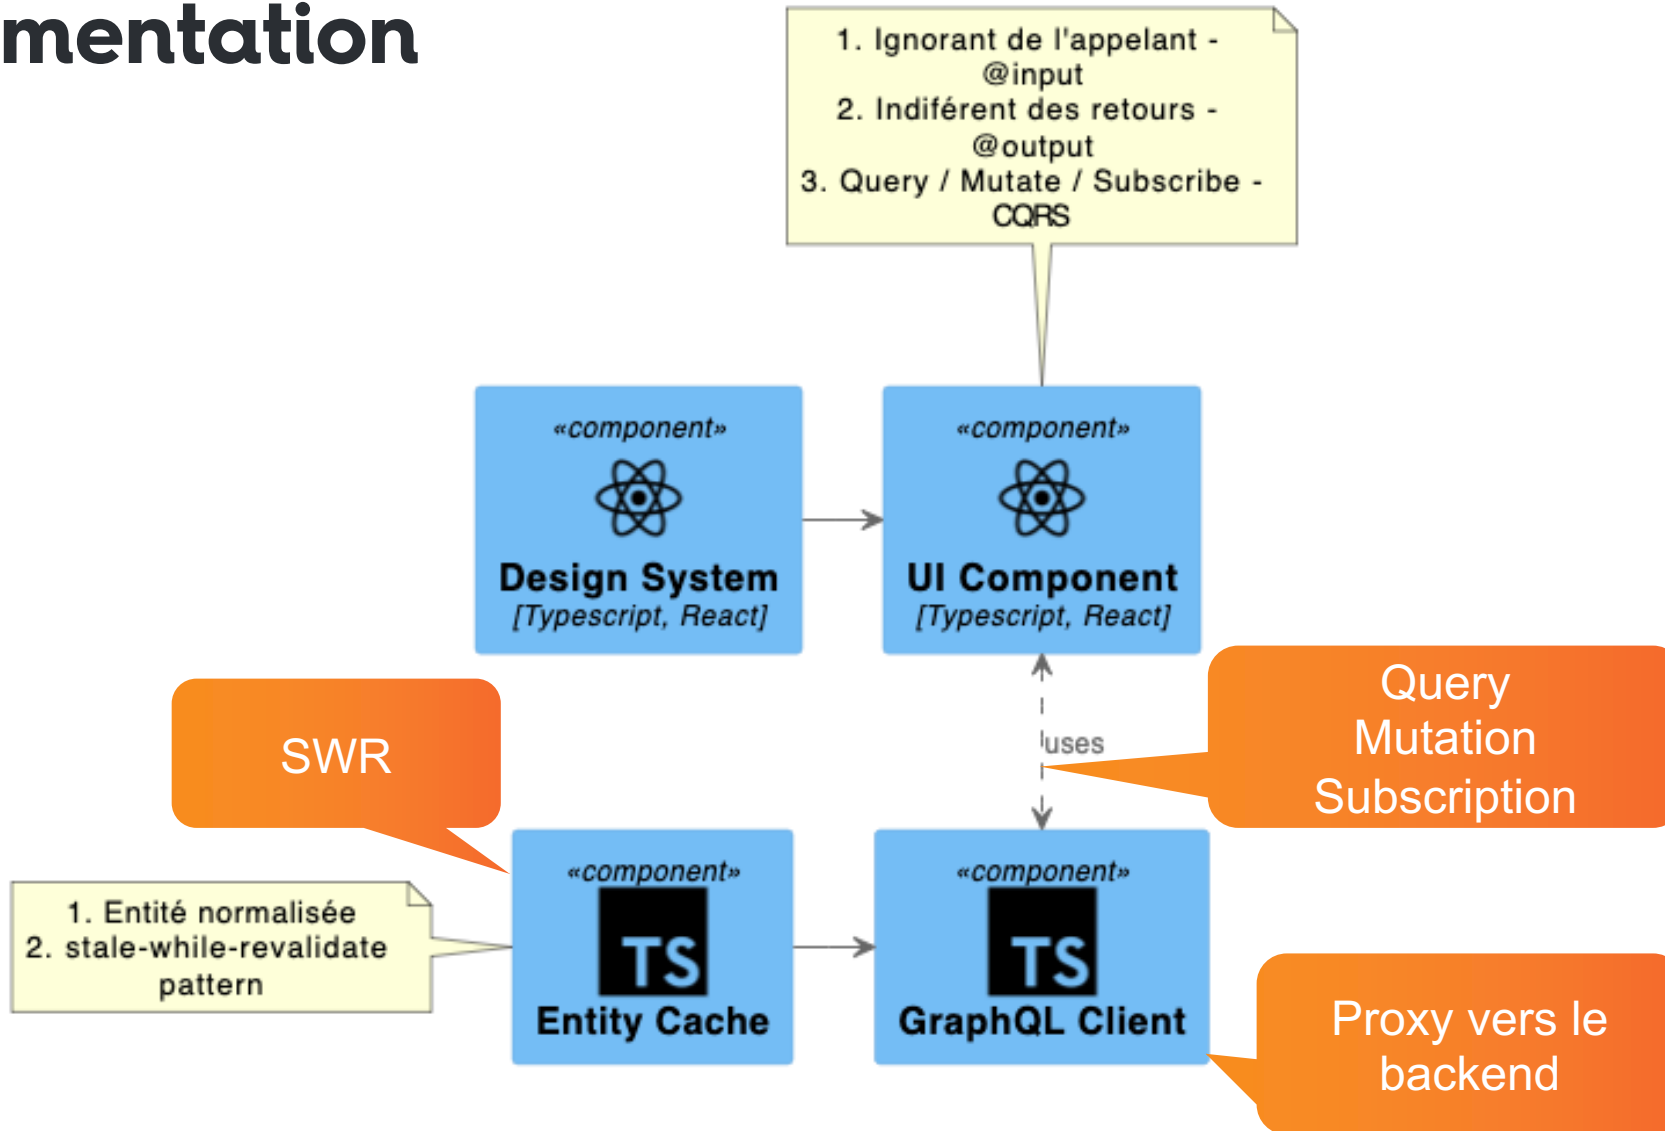 mentation
1. Ignorant de l'appelant -
@input
2. Indiférent des retours -
@output
3. Query / Mutate / Subscribe -
CQRS
«component»
Design System
[Typescript, React]
«component»
UI Component
[Typescript, React]
uses
Query
Mutation
Subscription
SWR
1. Entité normalisée
2. stale-while-revalidate
pattern
«component»
TS
Entity Cache
«component»
TS
GraphQL Client
Proxy vers le
backend